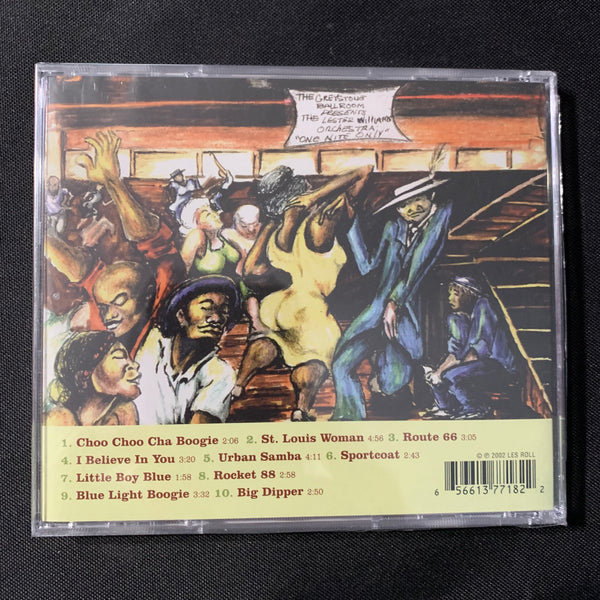 THE GREYSTONE
BALLROOM
PRESENTS
THE LESTER Williams
ORCHESTRA
"ONE NITE ONLY"
1. Choo Choo Cha Boogie 2:06 2. St. Louis Woman 4:56 3. Route 66 3:05
4. I Believe In You 3:20 5. Urban Samba 4:11 6. Sportcoat 2:43
7. Little Boy Blue 1:58 8. Rocket 88 2:58
9. Blue Light Boogie 3:32 10. Big Dipper 2:50
© ℗ 2002 LES ROLL
6 56613 77182 2